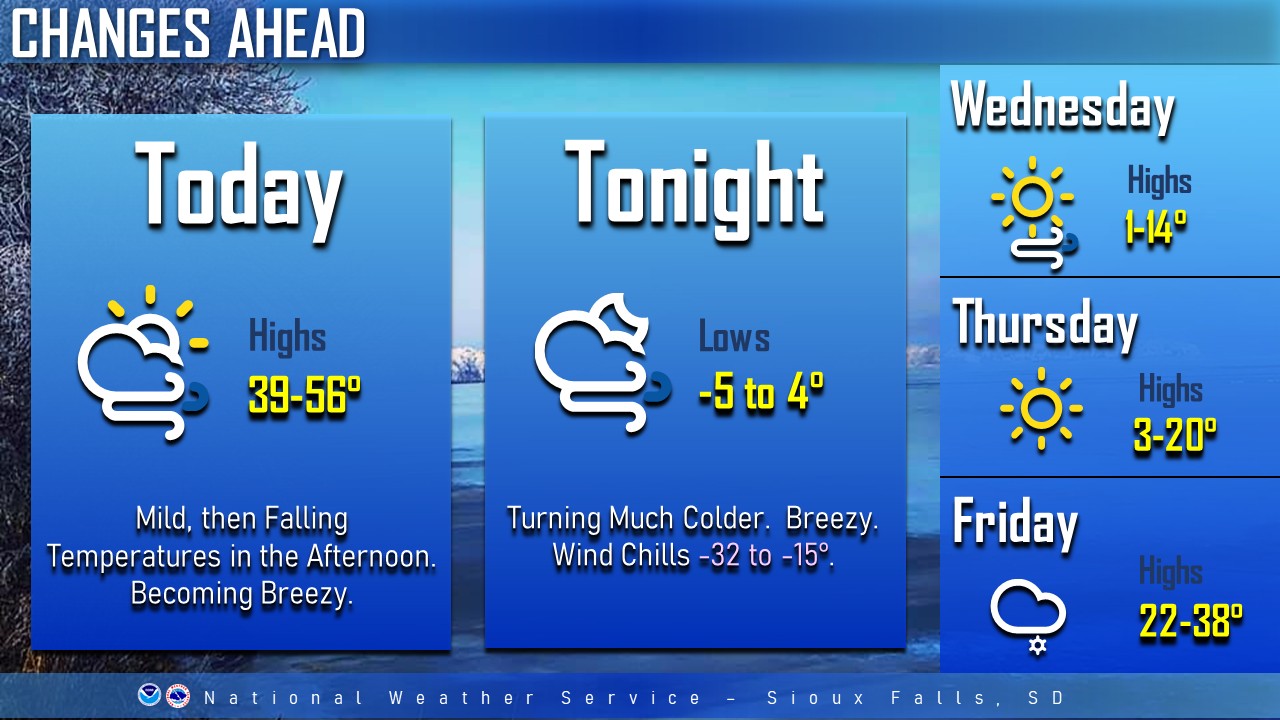 CHANGES AHEAD
Today
Highs
39-56°
Mild, then Falling
Temperatures in the Afternoon.
Becoming Breezy.
Tonight
Lows
-5 to 4°
Turning Much Colder.  Breezy.
Wind Chills -32 to -15°.
Wednesday
Highs
1-14°
Thursday
Highs
3-20°
Friday
Highs
22-38°
National Weather Service – Sioux Falls, SD